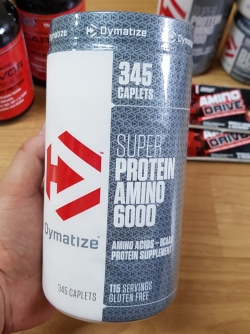 Dymatize
345
CAPLETS
SUPER
PROTEIN
AMINO
6000
Dymatize
AMINO ACIDS
PROTEIN SUPPLEMENT
345 CAPLETS
115 SERVINGS
GLUTEN FREE
AMINO
DRIVE